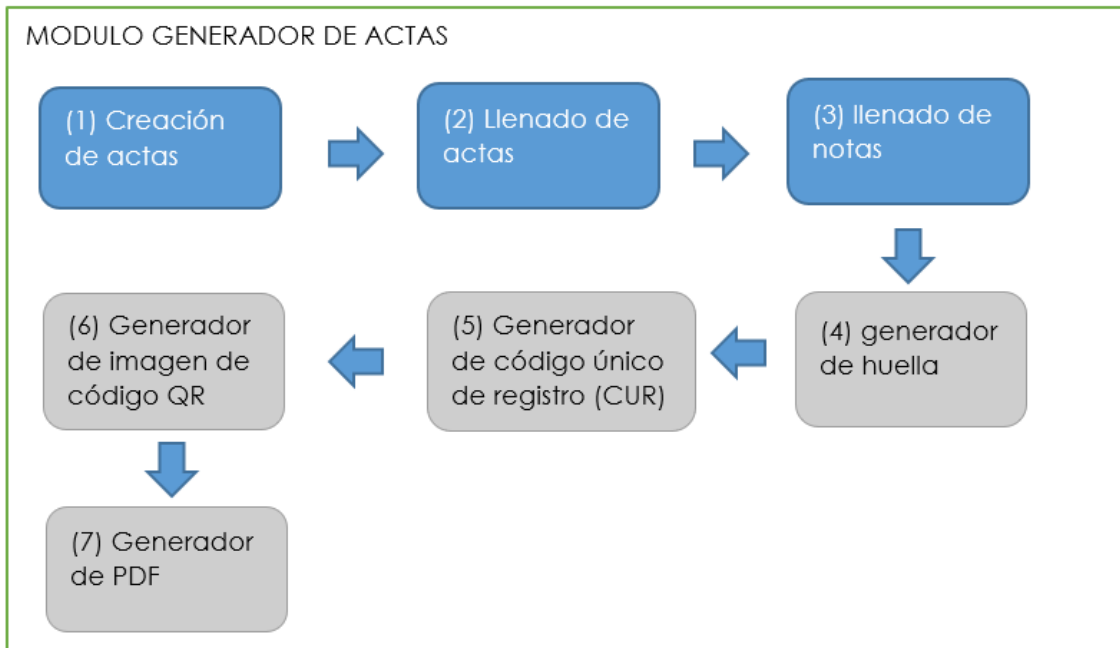 MODULO GENERADOR DE ACTAS
(1) Creación
de actas
(2) Llenado de
actas
(3) llenado de
notas
(4) generador
de huella
(5) Generador
de código único
de registro (CUR)
(6) Generador
de imagen de
código QR
(7) Generador
de PDF